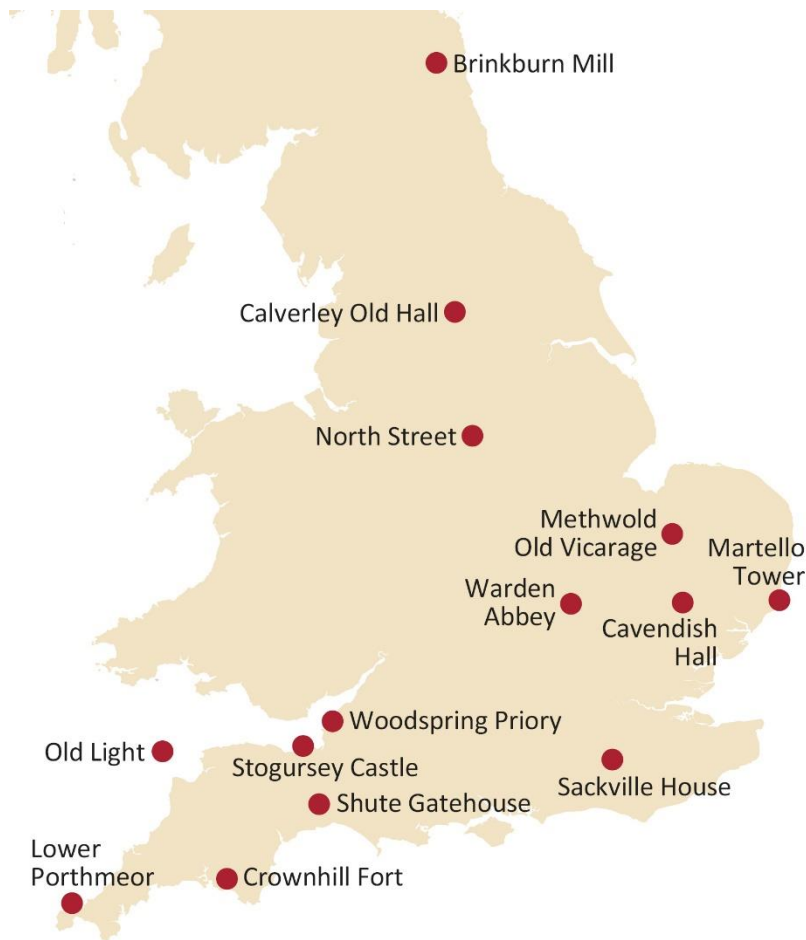 Brinkburn Mill
Calverley Old Hall
North Street
Methwold
Old Vicarage
Martello
Tower
Warden
Abbey
Cavendish
Hall
Woodspring Priory
Old Light
Stogursey Castle
Sackville House
Shute Gatehouse
Lower
Porthmeor
Crownhill Fort